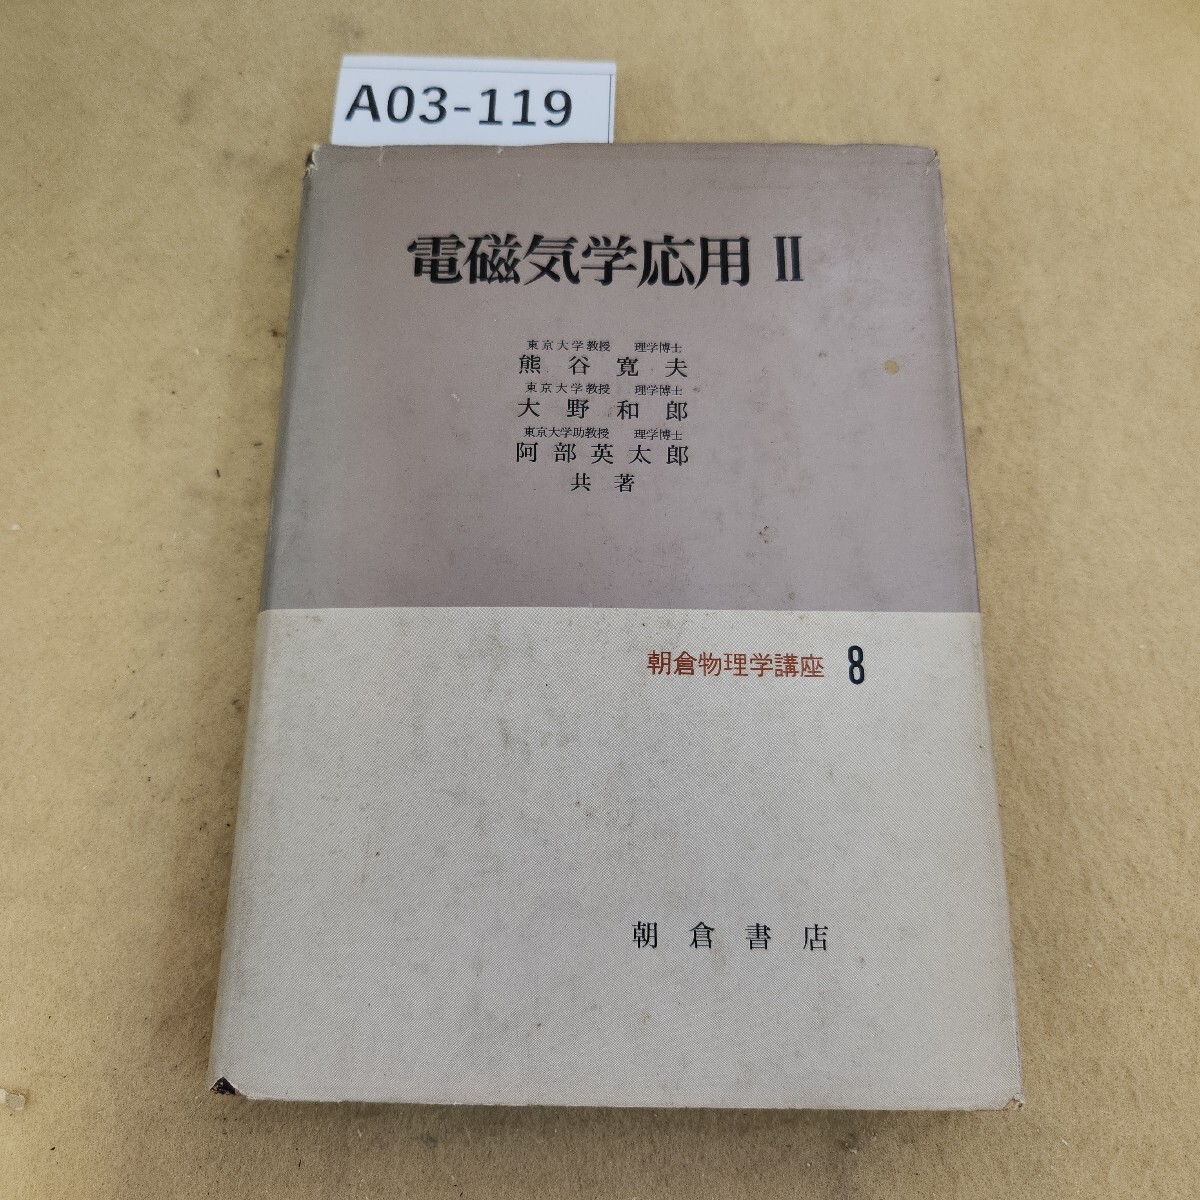 A03-119
電磁気学応用 II
東京大学教授 理学博士
熊谷寛夫
東京大学教授 理学博士
大野和郎
東京大学助教授 理学博士
阿部英太郎
共著
朝倉物理学講座 8
朝倉書店